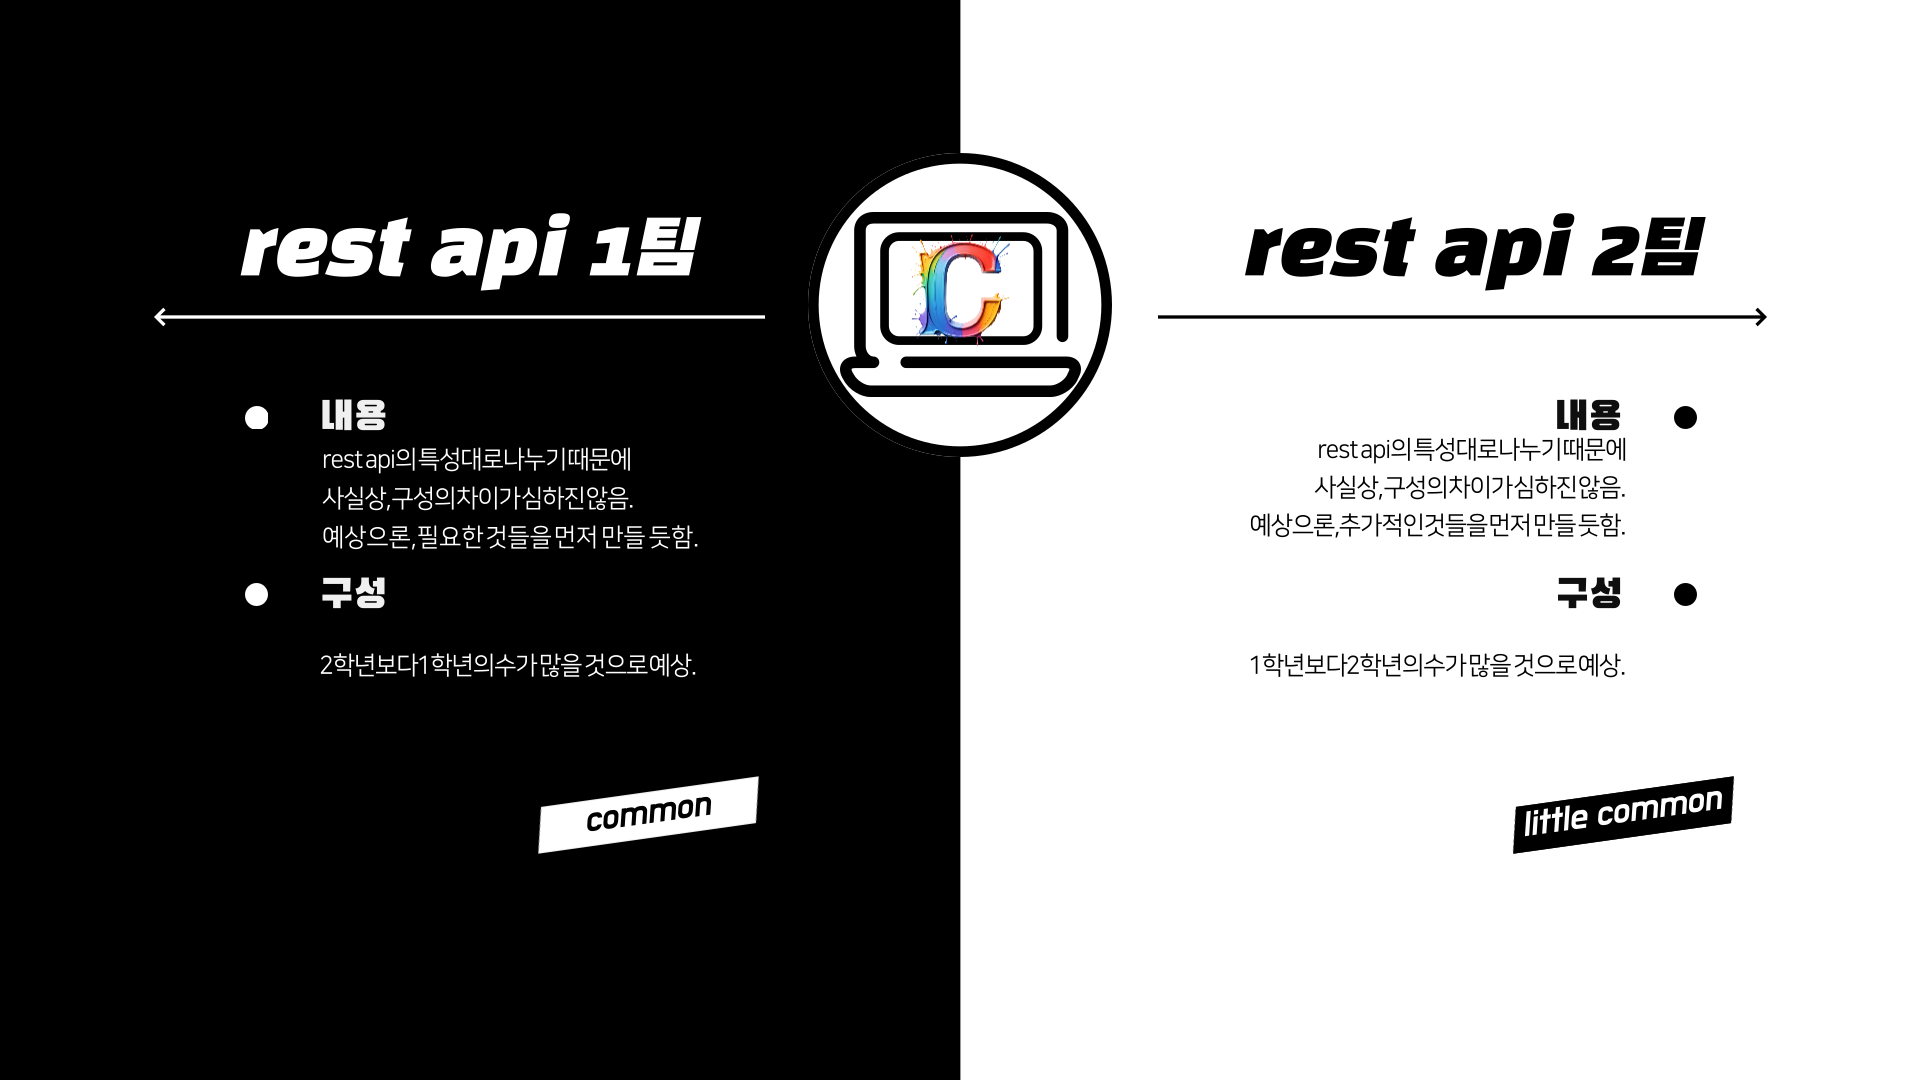 rest api 1팀
내용
rest api의 특성대로 나누기 때문에
사실상, 구성의 차이가 심하진 않음.
예상으론, 필요한 것들을 먼저 만들 듯함.
구성
2학년보다 1학년의 수가 많을 것으로 예상.
common
C
rest api 2팀
내용
rest api의 특성대로 나누기 때문에
사실상, 구성의 차이가 심하진 않음.
예상으론, 추가적인 것들을 먼저 만들 듯함.
구성
1학년보다 2학년의 수가 많을 것으로 예상.
little common